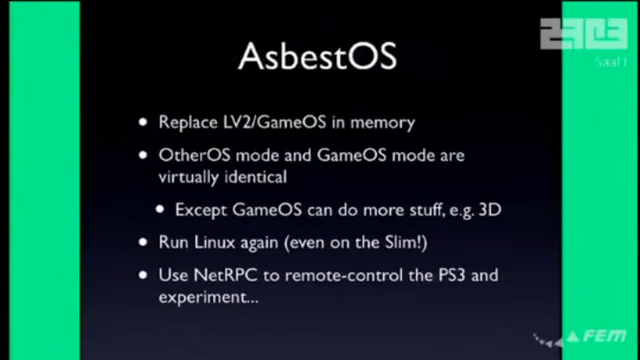 27C3
Saal 1
AsbestOS
• Replace LV2/GameOS in memory
• OtherOS mode and GameOS mode are
virtually identical
• Except GameOS can do more stuff, e.g. 3D
• Run Linux again (even on the Slim!)
• Use NetRPC to remote-control the PS3 and
experiment...
FEM